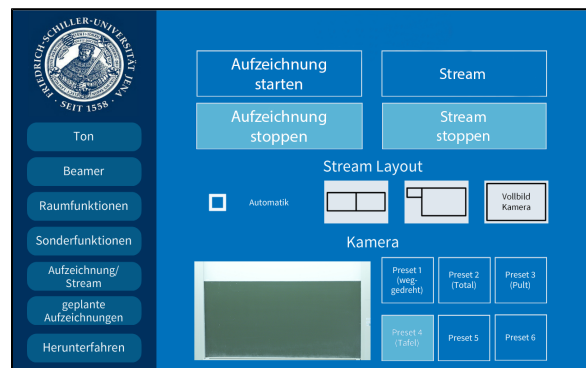 FRIEDRICH-SCHILLER-UNIVERSITÄT JENA
SEIT 1558
Ton
Beamer
Raumfunktionen
Sonderfunktionen
Aufzeichnung/
Stream
geplante
Aufzeichnungen
Herunterfahren
Aufzeichnung
starten
Stream
Aufzeichnung
stoppen
Stream
stoppen
Stream Layout
Automatik
Vollbild
Kamera
Kamera
Preset 1
(weg-
gedreht)
Preset 2
(Total)
Preset 3
(Pult)
Preset 4
(Tafel)
Preset 5
Preset 6